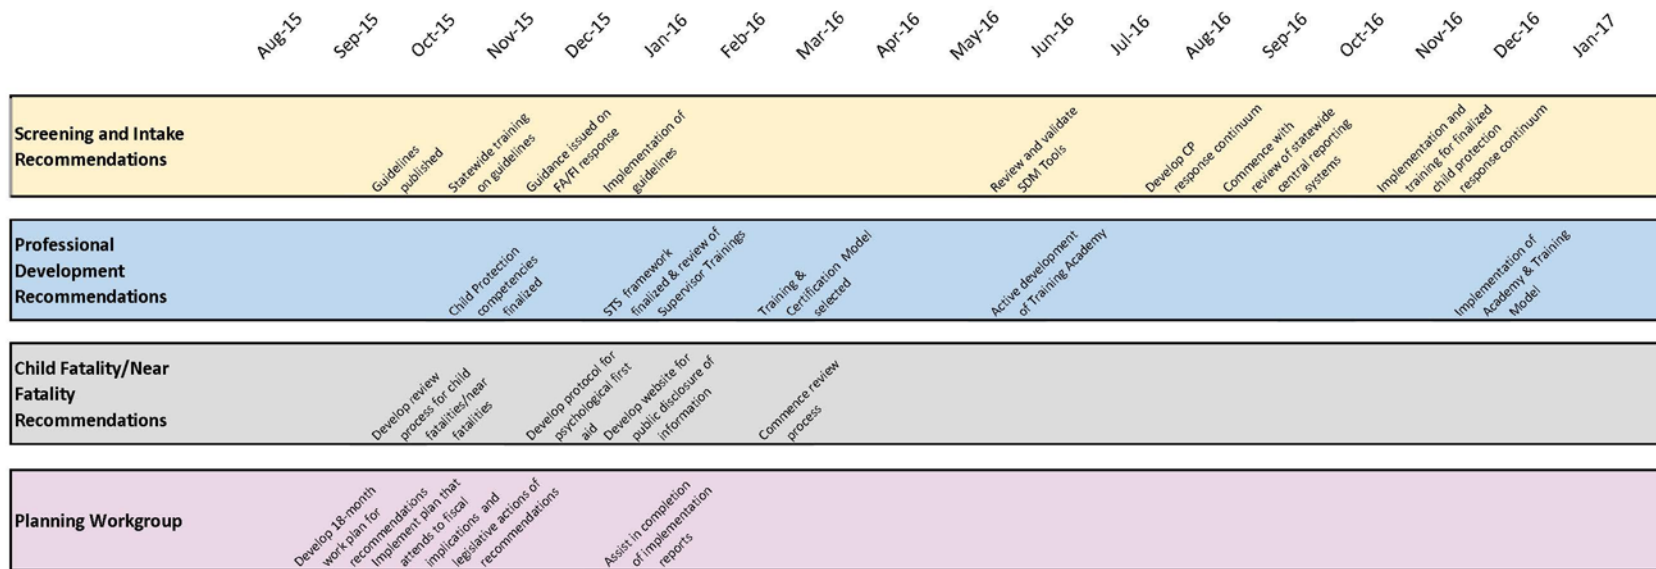 Aug-15
Sep-15
Oct-15
Nov-15
Dec-15
Jan-16
Feb-16
Mar-16
Apr-16
May-16
Jun-16
Jul-16
Aug-16
Sep-16
Oct-16
Nov-16
Dec-16
Jan-17
Screening and Intake
Recommendations
Guidelines
published
Statewide training
on guidelines
Guidance issued on
FA/FI response
Implementation of
guidelines
Review and validate
SDM Tools
Develop CP
response continuum
Commence with
review of statewide
central reporting
systems
Implementation and
training for finalized
child protection
response continuum
Professional
Development
Recommendations
Child Protection
competencies
finalized
STS framework
finalized & review of
Supervisor Trainings
Training &
Certification Model
selected
Active development
of Training Academy
Implementation of
Academy & Training
Model
Child Fatality/Near
Fatality
Recommendations
Develop review
process for child
fatalities/near
fatalities
Develop protocol for
psychological first
aid
Develop website for
public disclosure of
information
Commence review
process
Planning Workgroup
Develop 18-month
work plan for
recommendations
Implement plan that
attends to fiscal
implications and
legislative actions of
recommendations
Assist in completion
of implementation
reports